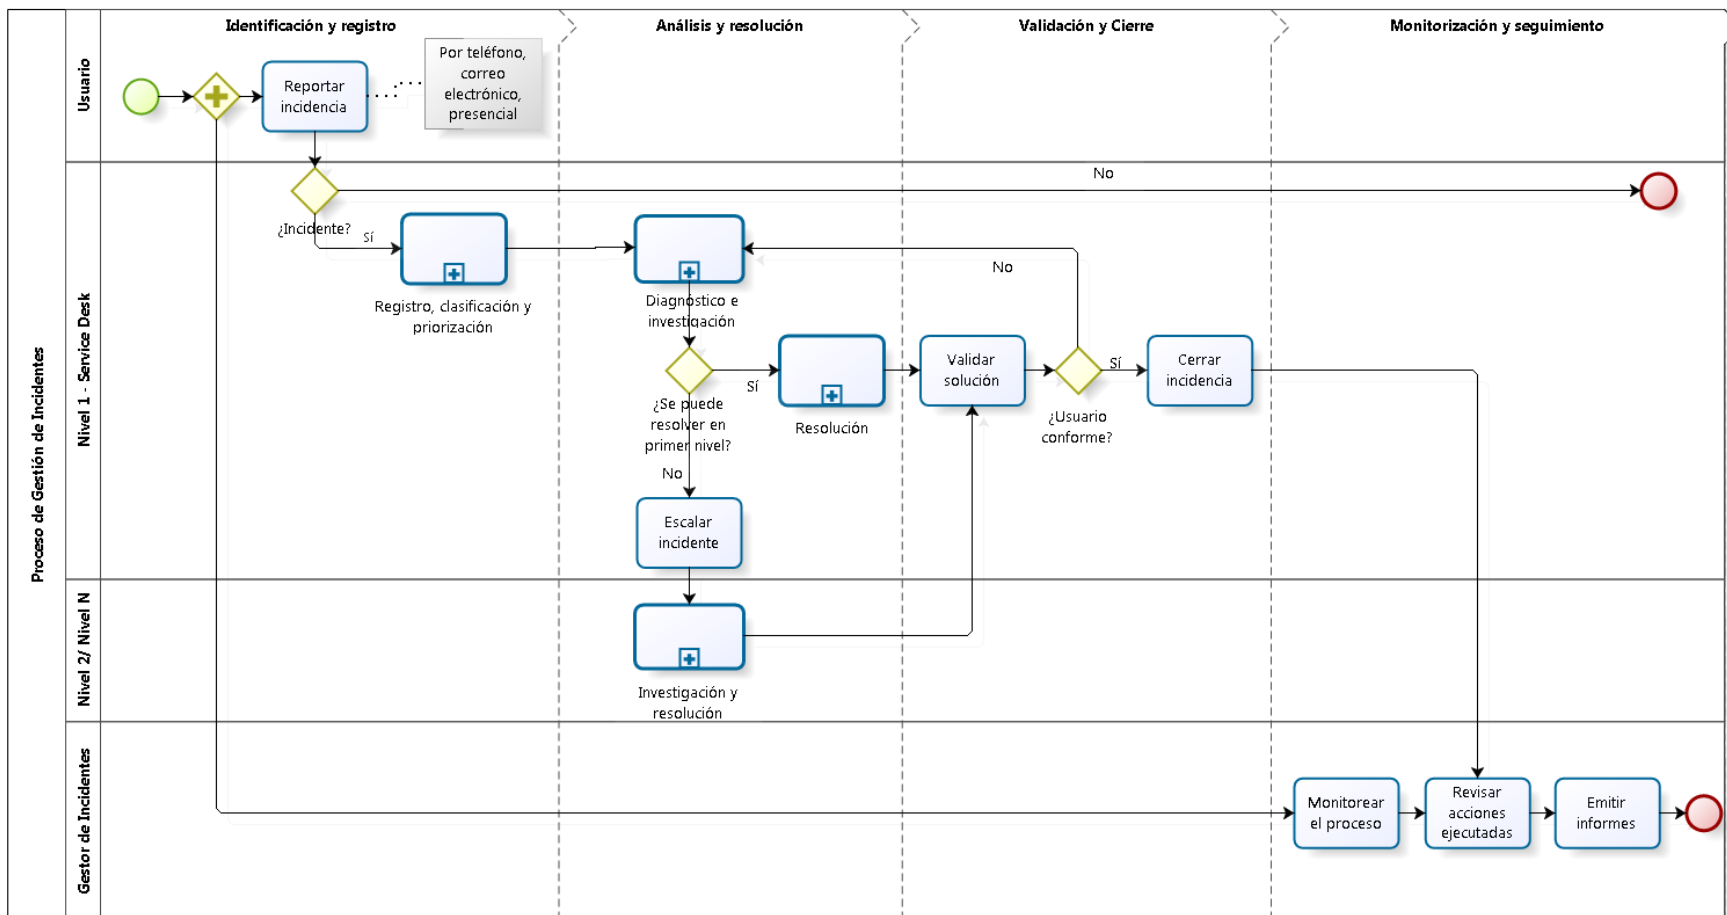 Identificación y registro
Análisis y resolución
Validación y Cierre
Monitorización y seguimiento
Proceso de Gestión de Incidentes
Usuario
Reportar
incidencia
Por teléfono,
correo
electrónico,
presencial
Nivel 1 - Service Desk
¿Incidente?
No
Sí
Registro, clasificación y
priorización
Diagnóstico e
investigación
No
¿Se puede
resolver en
primer nivel?
Sí
Resolución
Validar
solución
¿Usuario
conforme?
Sí
Cerrar
incidencia
No
Escalar
incidente
Nivel 2/ Nivel N
Investigación y
resolución
Gestor de Incidentes
Monitorear
el proceso
Revisar
acciones
ejecutadas
Emitir
informes